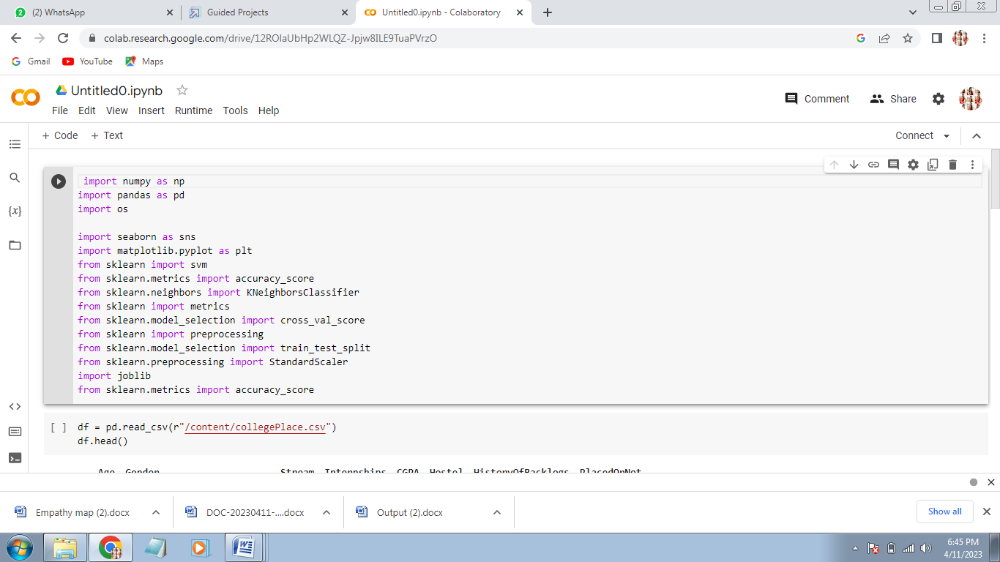 (2) WhatsApp
Guided Projects
Untitled0.ipynb - Colaboratory
colab.research.google.com/drive/12ROIaUbHp2WLQZ-Jpjw8ILE9TuaPVrzO
Gmail
YouTube
Maps
Untitled0.ipynb
File Edit View Insert Runtime Tools Help
Comment
Share
+ Code + Text
Connect
import numpy as np
import pandas as pd
import os
import seaborn as sns
import matplotlib.pyplot as plt
from sklearn import svm
from sklearn.metrics import accuracy_score
from sklearn.neighbors import KNeighborsClassifier
from sklearn import metrics
from sklearn.model_selection import cross_val_score
from sklearn import preprocessing
from sklearn.model_selection import train_test_split
from sklearn.preprocessing import StandardScaler
import joblib
from sklearn.metrics import accuracy_score
[ ] df = pd.read_csv(r"/content/collegePlace.csv")
df.head()
Age Gender Stream Internships CGPA Hostel HistoryOfBacklogs PlacedOrNot
Empathy map (2).docx
DOC-20230411-....docx
Output (2).docx
Show all
6:45 PM
4/11/2023